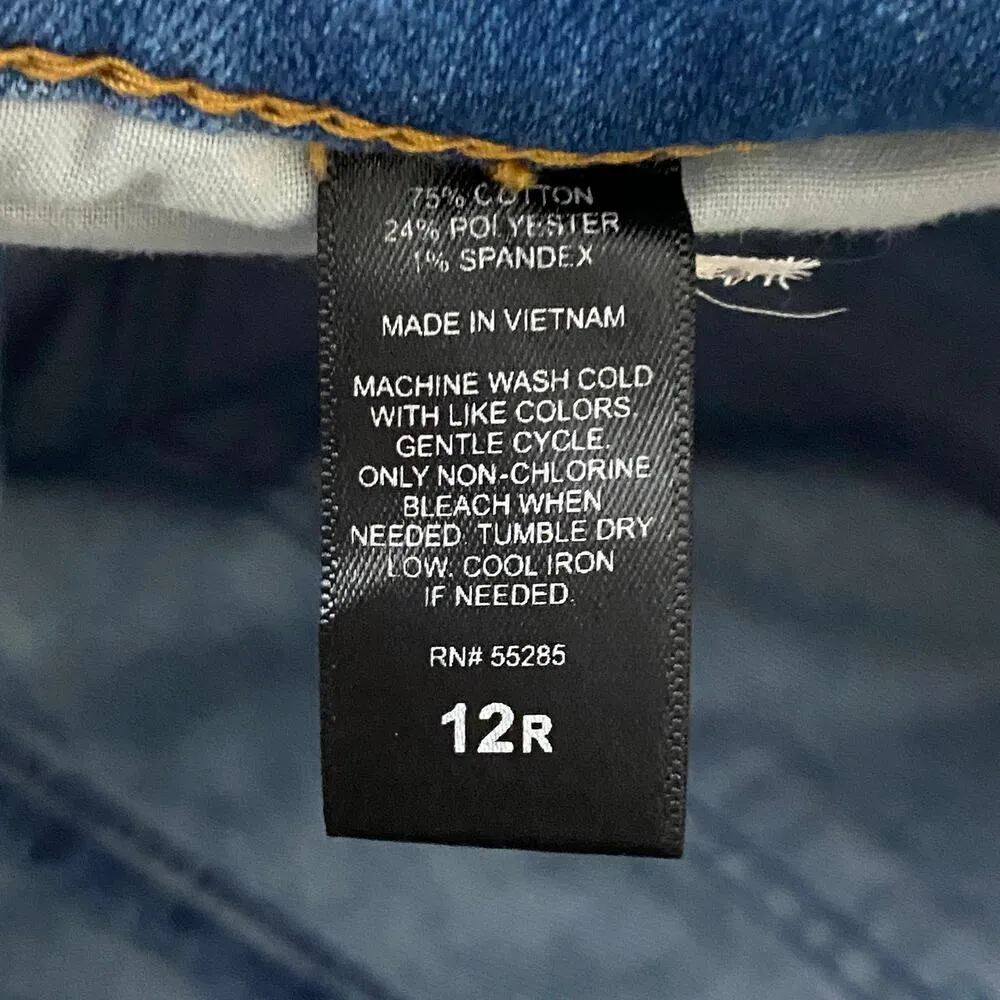 75% COTTON
24% POLYESTER
1% SPANDEX
MADE IN VIETNAM
MACHINE WASH COLD
WITH LIKE COLORS.
GENTLE CYCLE.
ONLY NON-CHLORINE
BLEACH WHEN
NEEDED. TUMBLE DRY
LOW. COOL IRON
IF NEEDED.
RN# 55285
12R